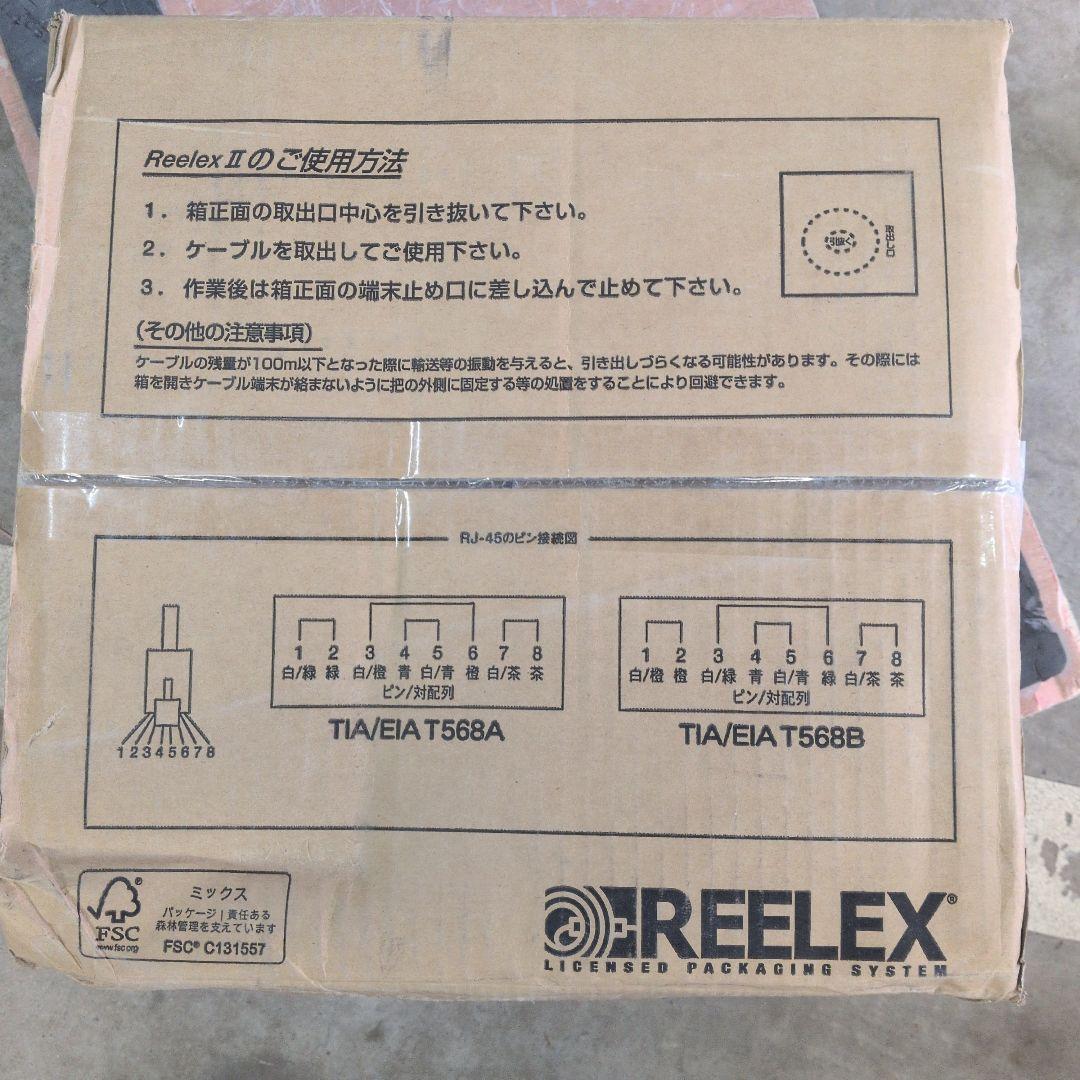 Reelex IIのご使用方法
1. 箱正面の取出口中心を引き抜いて下さい。
2. ケーブルを取出してご使用下さい。
3. 作業後は箱正面の端末止め口に差し込んで止めて下さい。
引抜く
取出し口
(その他の注意事項)
ケーブルの残量が100m以下となった際に輸送等の振動を与えると、引き出しづらくなる可能性があります。その際には
箱を開きケーブル端末が絡まないように把の外側に固定する等の処置をすることにより回避できます。
RJ-45のピン接続図
12345678
1 2 3 4 5 6 7 8
白/緑 緑 白/橙 青 白/青 橙 白/茶 茶
ピン/対配列
TIA/EIA T568A
1 2 3 4 5 6 7 8
白/橙 橙 白/緑 青 白/青 緑 白/茶 茶
ピン/対配列
TIA/EIA T568B
FSC
www.fsc.org
ミックス
パッケージ|責任ある
森林管理を支えています
FSC® C131557
REELEX®
LICENSED PACKAGING SYSTEM